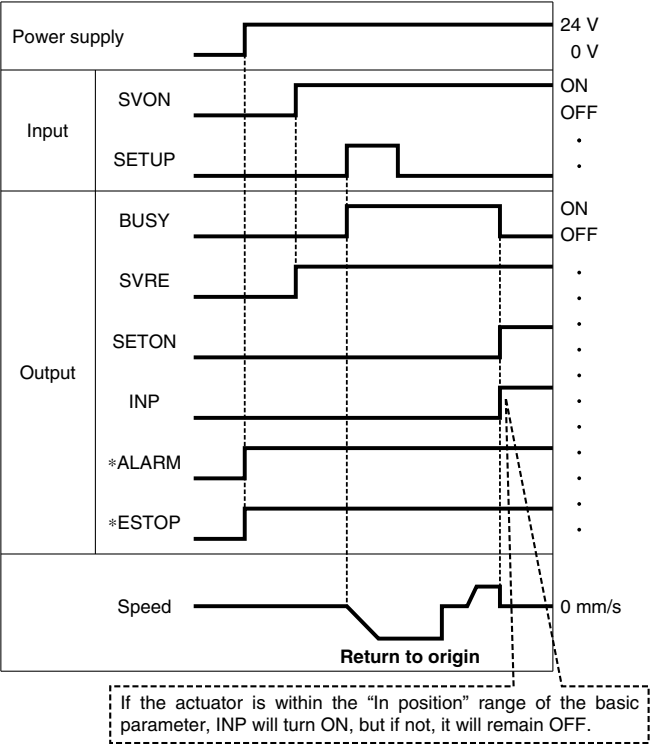 Power supply
24 V
0 V
Input
SVON
ON
OFF
SETUP
Output
BUSY
ON
OFF
SVRE
SETON
INP
*ALARM
*ESTOP
Speed
0 mm/s
Return to origin
If the actuator is within the “In position” range of the basic
parameter, INP will turn ON, but if not, it will remain OFF.